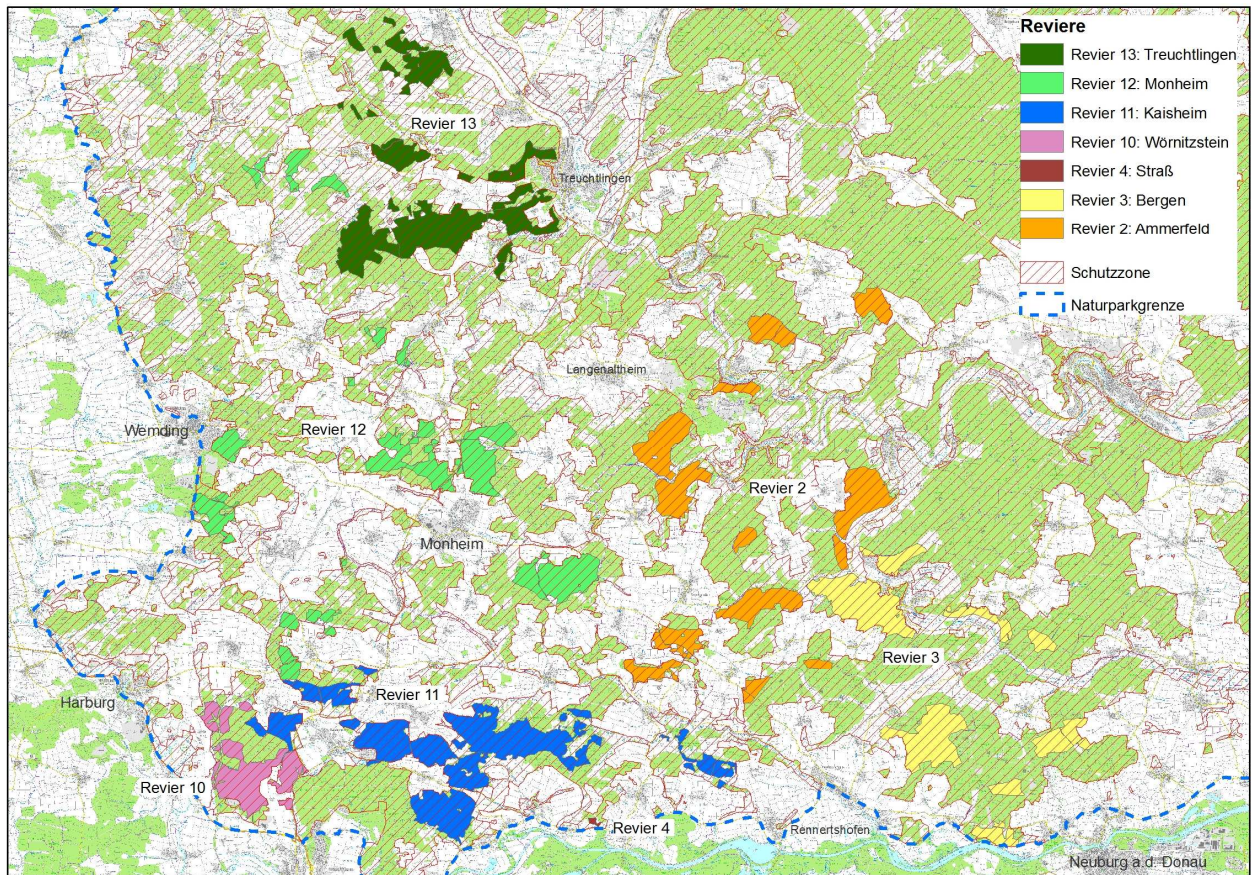 Reviere
Revier 13: Treuchtlingen
Revier 12: Monheim
Revier 11: Kaisheim
Revier 10: Wörnitzstein
Revier 4: Straß
Revier 3: Bergen
Revier 2: Ammerfeld
Schutzzone
Naturparkgrenze
Revier 13
Treuchtlingen
Langenaltheim
Wemding
Revier 12
Revier 2
Monheim
Revier 3
Revier 11
Harburg
Revier 10
Revier 4
Rennertshofen
Neuburg a.d. Donau